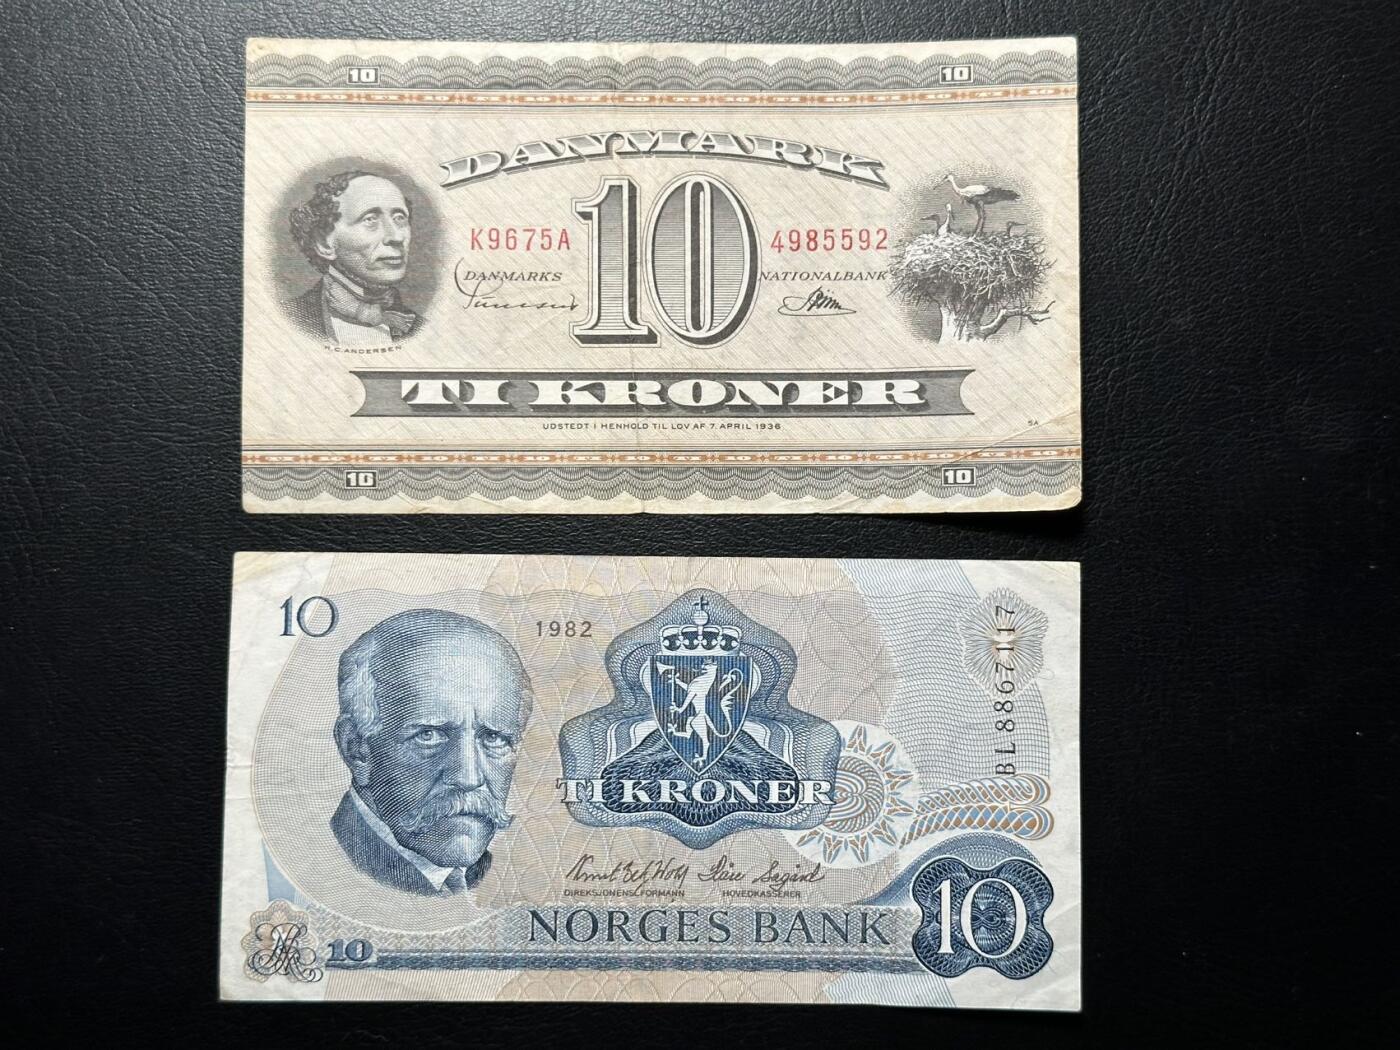 10 10
DANMARK
10
K9675A 4985592
DANMARKS NATIONALBANK
H.C. ANDERSEN
TI KRONER
UDSTEDT I HENHOLD TIL LOV AF 7. APRIL 1936
5A
10 10
10
1982
BL8867117
TI KRONER
DIREKSJONENS FORMANN HOVEDKASSERER
NORGES BANK
10
10